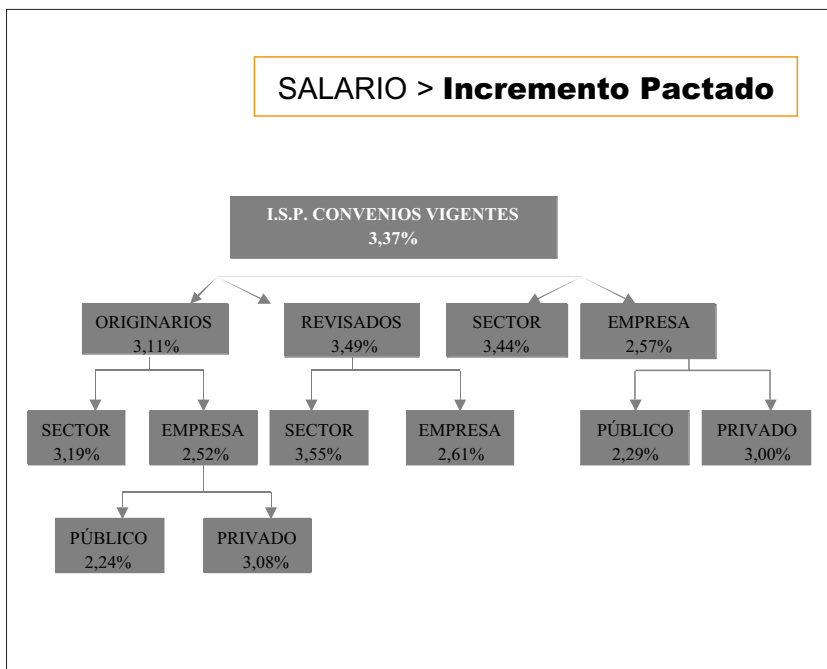 SALARIO > Incremento Pactado
I.S.P. CONVENIOS VIGENTES
3,37%
ORIGINARIOS
3,11%
REVISADOS
3,49%
SECTOR
3,44%
EMPRESA
2,57%
SECTOR
3,19%
EMPRESA
2,52%
SECTOR
3,55%
EMPRESA
2,61%
PÚBLICO
2,29%
PRIVADO
3,00%
PÚBLICO
2,24%
PRIVADO
3,08%